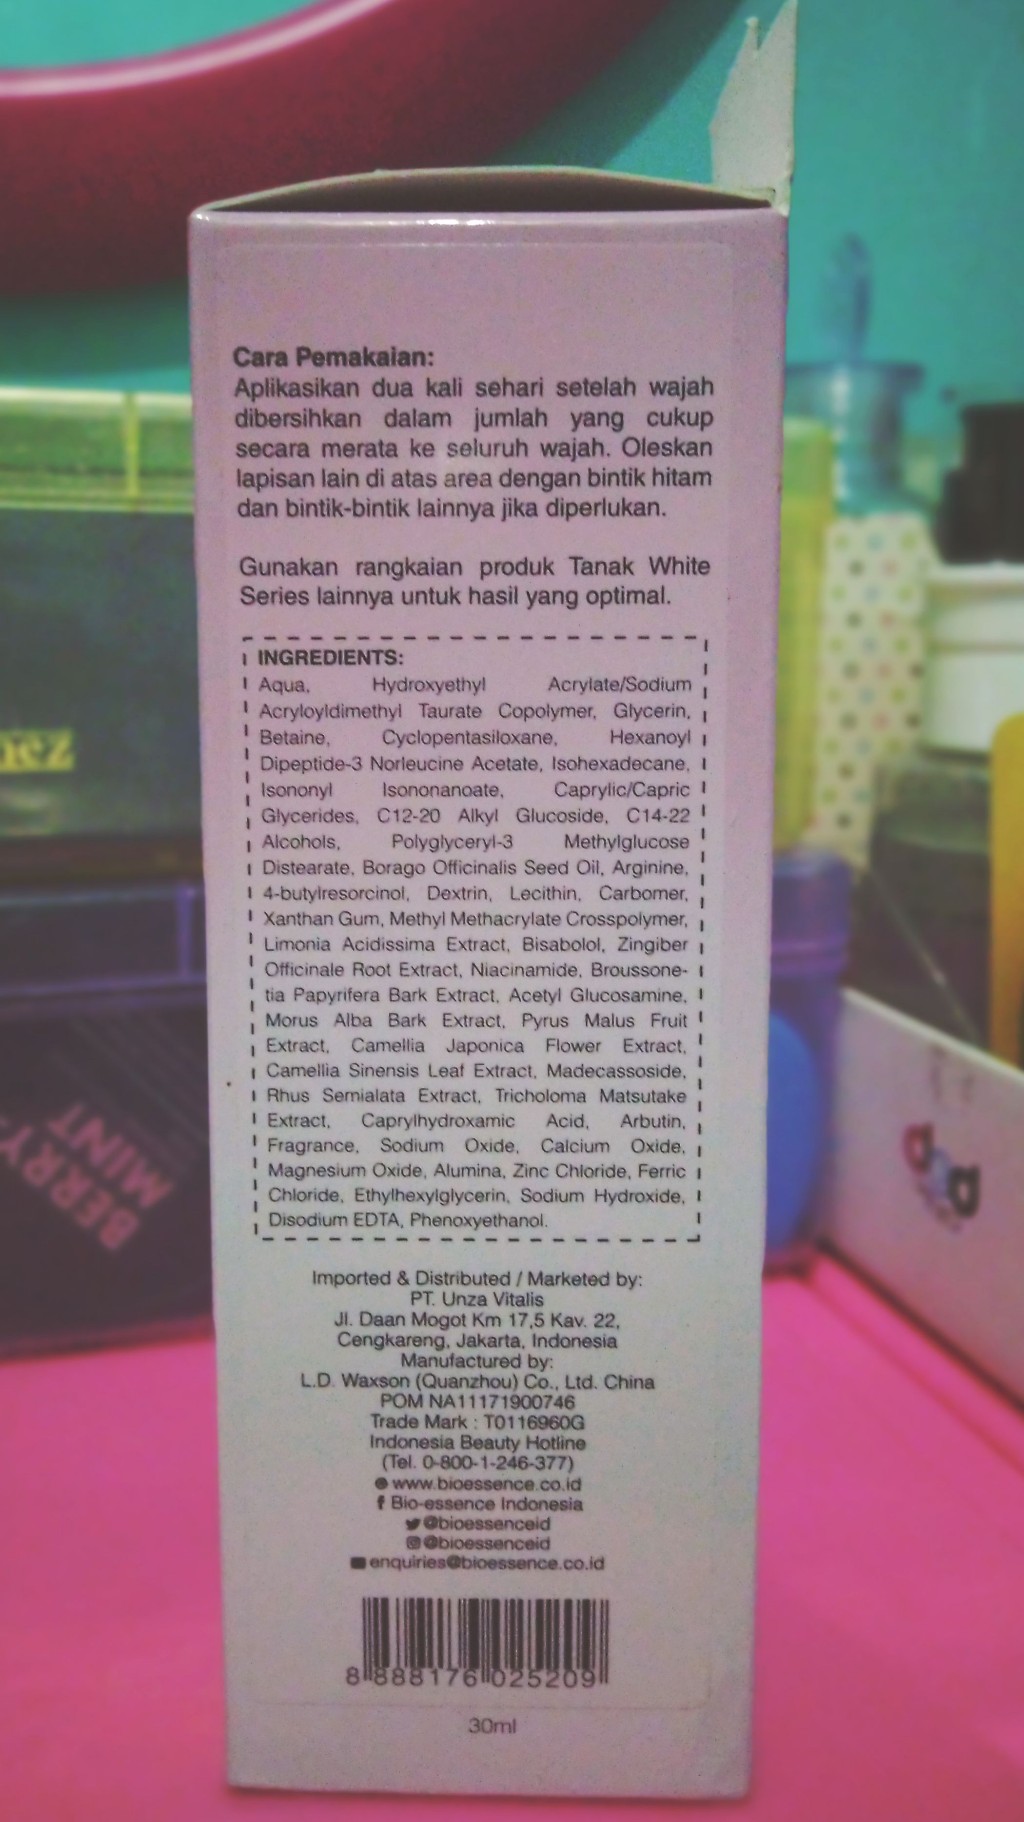 Cara Pemakaian:
Aplikasikan dua kali sehari setelah wajah
dibersihkan dalam jumlah yang cukup
secara merata ke seluruh wajah. Oleskan
lapisan lain di atas area dengan bintik hitam
dan bintik-bintik lainnya jika diperlukan.
Gunakan rangkaian produk Tanak White
Series lainnya untuk hasil yang optimal.
INGREDIENTS:
Aqua, Hydroxyethyl Acrylate/Sodium
Acryloyldimethyl Taurate Copolymer, Glycerin,
Betaine, Cyclopentasiloxane, Hexanoyl
Dipeptide-3 Norleucine Acetate, Isohexadecane,
Isononyl Isononanoate, Caprylic/Capric
Glycerides, C12-20 Alkyl Glucoside, C14-22
Alcohols, Polyglyceryl-3 Methylglucose
Distearate, Borago Officinalis Seed Oil, Arginine,
4-butylresorcinol, Dextrin, Lecithin, Carbomer,
Xanthan Gum, Methyl Methacrylate Crosspolymer,
Limonia Acidissima Extract, Bisabolol, Zingiber
Officinale Root Extract, Niacinamide, Broussone-
tia Papyrifera Bark Extract, Acetyl Glucosamine,
Morus Alba Bark Extract, Pyrus Malus Fruit
Extract, Camellia Japonica Flower Extract,
Camellia Sinensis Leaf Extract, Madecassoside,
Rhus Semialata Extract, Tricholoma Matsutake
Extract, Caprylhydroxamic Acid, Arbutin,
Fragrance, Sodium Oxide, Calcium Oxide,
Magnesium Oxide, Alumina, Zinc Chloride, Ferric
Chloride, Ethylhexylglycerin, Sodium Hydroxide,
Disodium EDTA, Phenoxyethanol.
Imported & Distributed / Marketed by:
PT. Unza Vitalis
Jl. Daan Mogot Km 17,5 Kav. 22,
Cengkareng, Jakarta, Indonesia
Manufactured by:
L.D. Waxson (Quanzhou) Co., Ltd. China
POM NA11171900746
Trade Mark : T0116960G
Indonesia Beauty Hotline
(Tel. 0-800-1-246-377)
www.bioessence.co.id
Bio-essence Indonesia
@bioessenceid
@bioessenceid
enquiries@bioessence.co.id
8 888176 025209
30ml
BERRY-
MINT